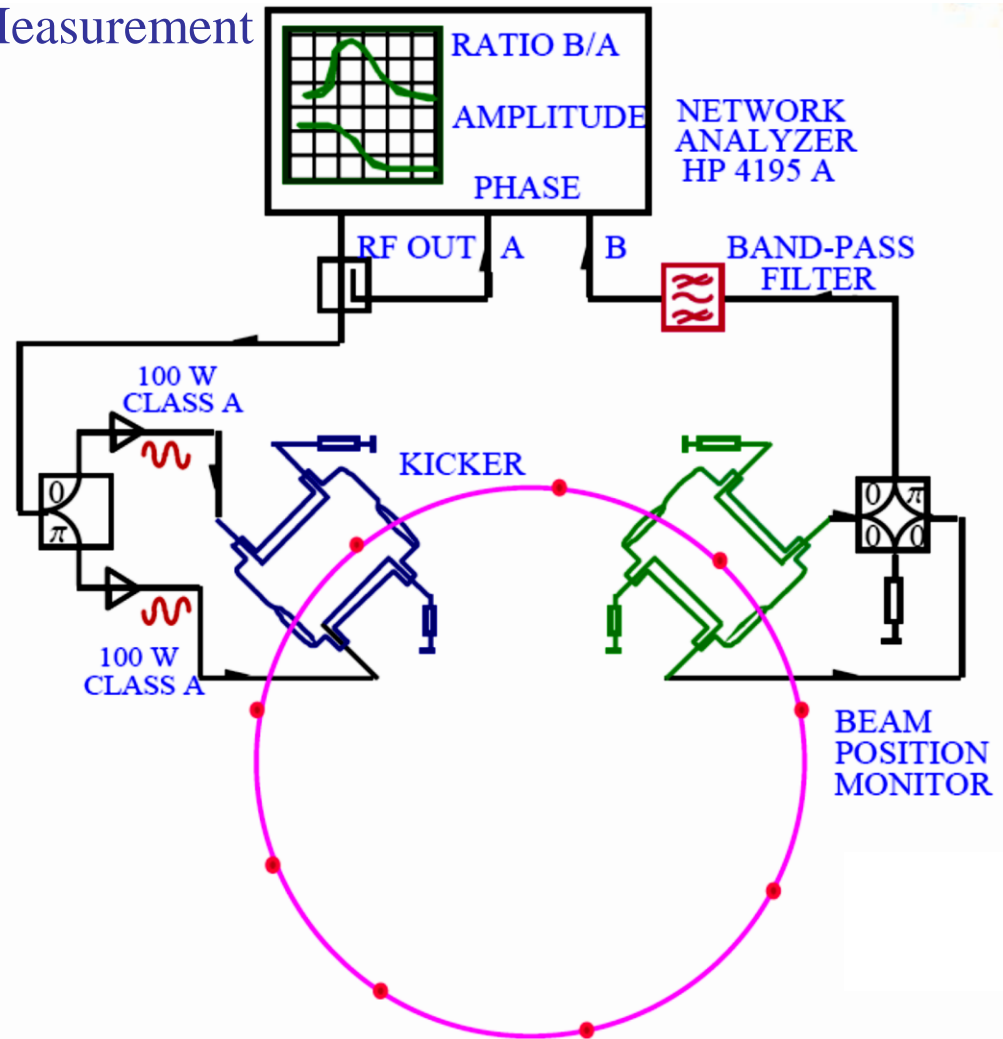 Measurement
RATIO B/A
AMPLITUDE
PHASE
NETWORK
ANALYZER
HP 4195 A
RF OUT
A
B
BAND-PASS
FILTER
100 W
CLASS A
KICKER
0
π
0 π
0 0
100 W
CLASS A
BEAM
POSITION
MONITOR